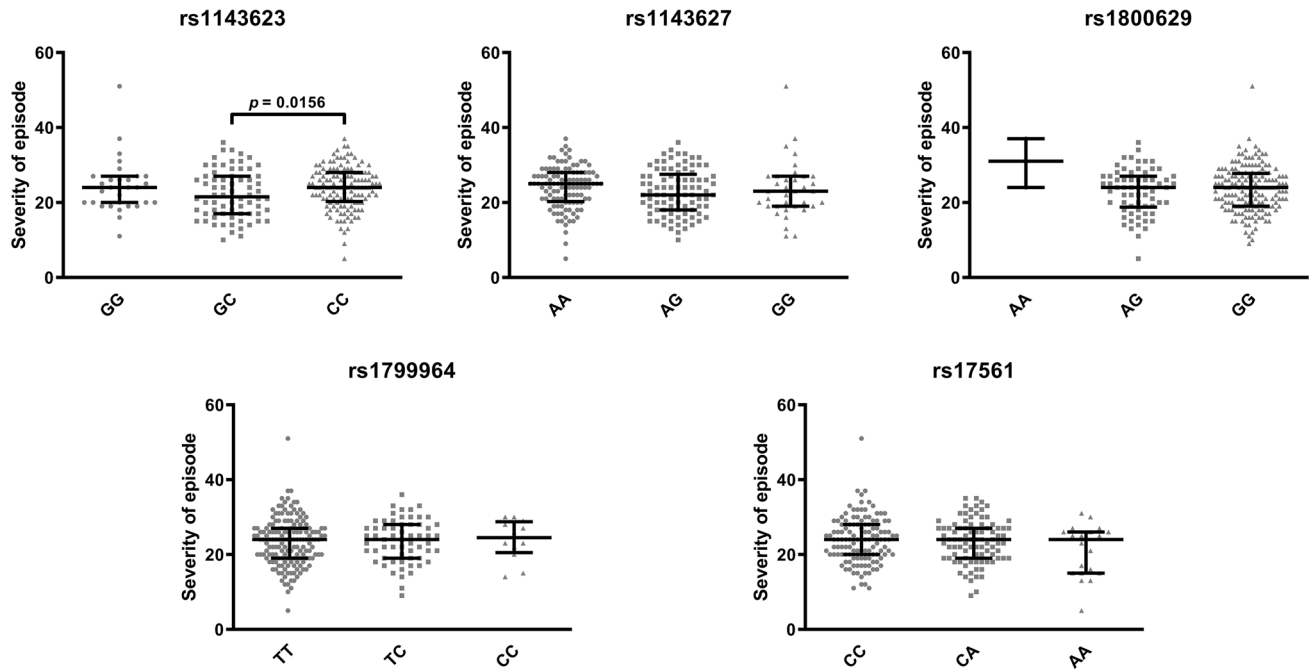 rs1143623
rs1143627
rs1800629
Severity of episode
60
40
20
0
p = 0.0156
GG
GC
CC
Severity of episode
60
40
20
0
AA
AG
GG
Severity of episode
60
40
20
0
AA
AG
GG
rs1799964
rs17561
Severity of episode
60
40
20
0
TT
TC
CC
Severity of episode
60
40
20
0
CC
CA
AA